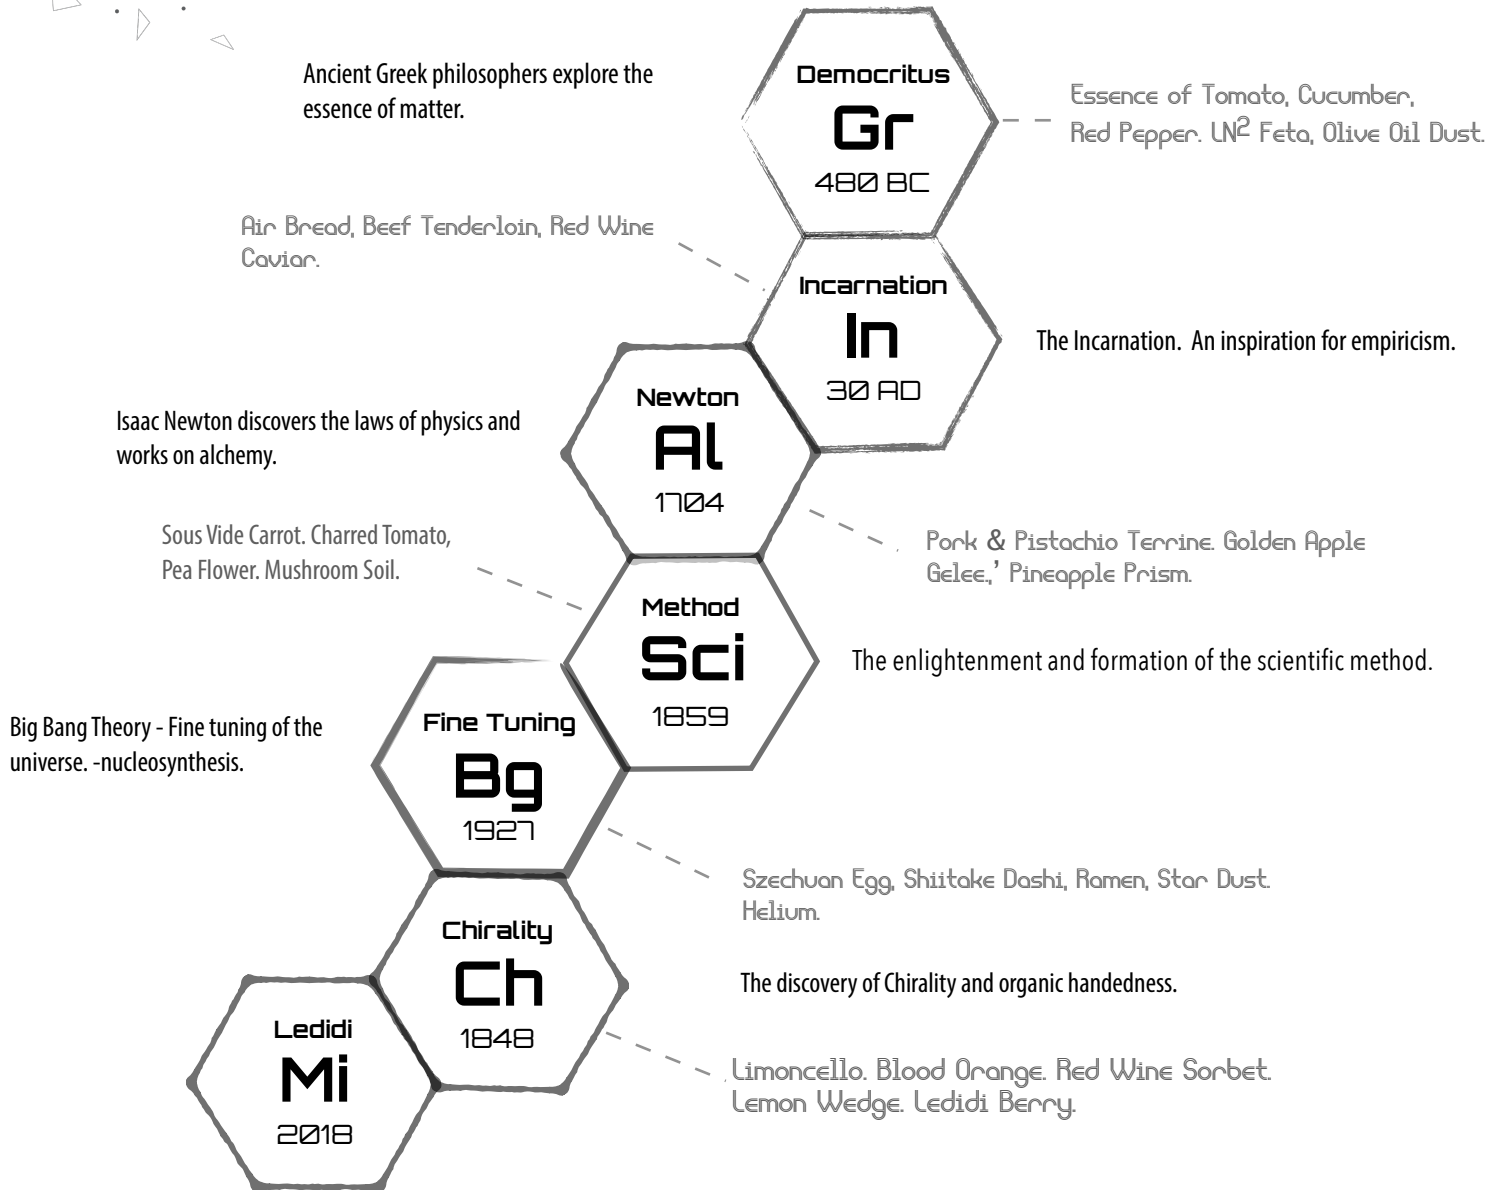 Ancient Greek philosophers explore the
essence of matter.
Democritus
Gr
480 BC
Essence of Tomato, Cucumber,
Red Pepper. LN² Feta, Olive Oil Dust.
Air Bread, Beef Tenderloin, Red Wine
Caviar.
Incarnation
In
30 AD
The Incarnation.  An inspiration for empiricism.
Isaac Newton discovers the laws of physics and
works on alchemy.
Newton
Al
1704
Pork & Pistachio Terrine. Golden Apple
Gelee.,’ Pineapple Prism.
Sous Vide Carrot. Charred Tomato,
Pea Flower. Mushroom Soil.
Method
Sci
1859
The enlightenment and formation of the scientific method.
Big Bang Theory - Fine tuning of the
universe. -nucleosynthesis.
Fine Tuning
Bg
1927
Szechuan Egg, Shiitake Dashi, Ramen, Star Dust.
Helium.
Chirality
Ch
1848
The discovery of Chirality and organic handedness.
Limoncello. Blood Orange. Red Wine Sorbet.
Lemon Wedge. Ledidi Berry.
Ledidi
Mi
2018